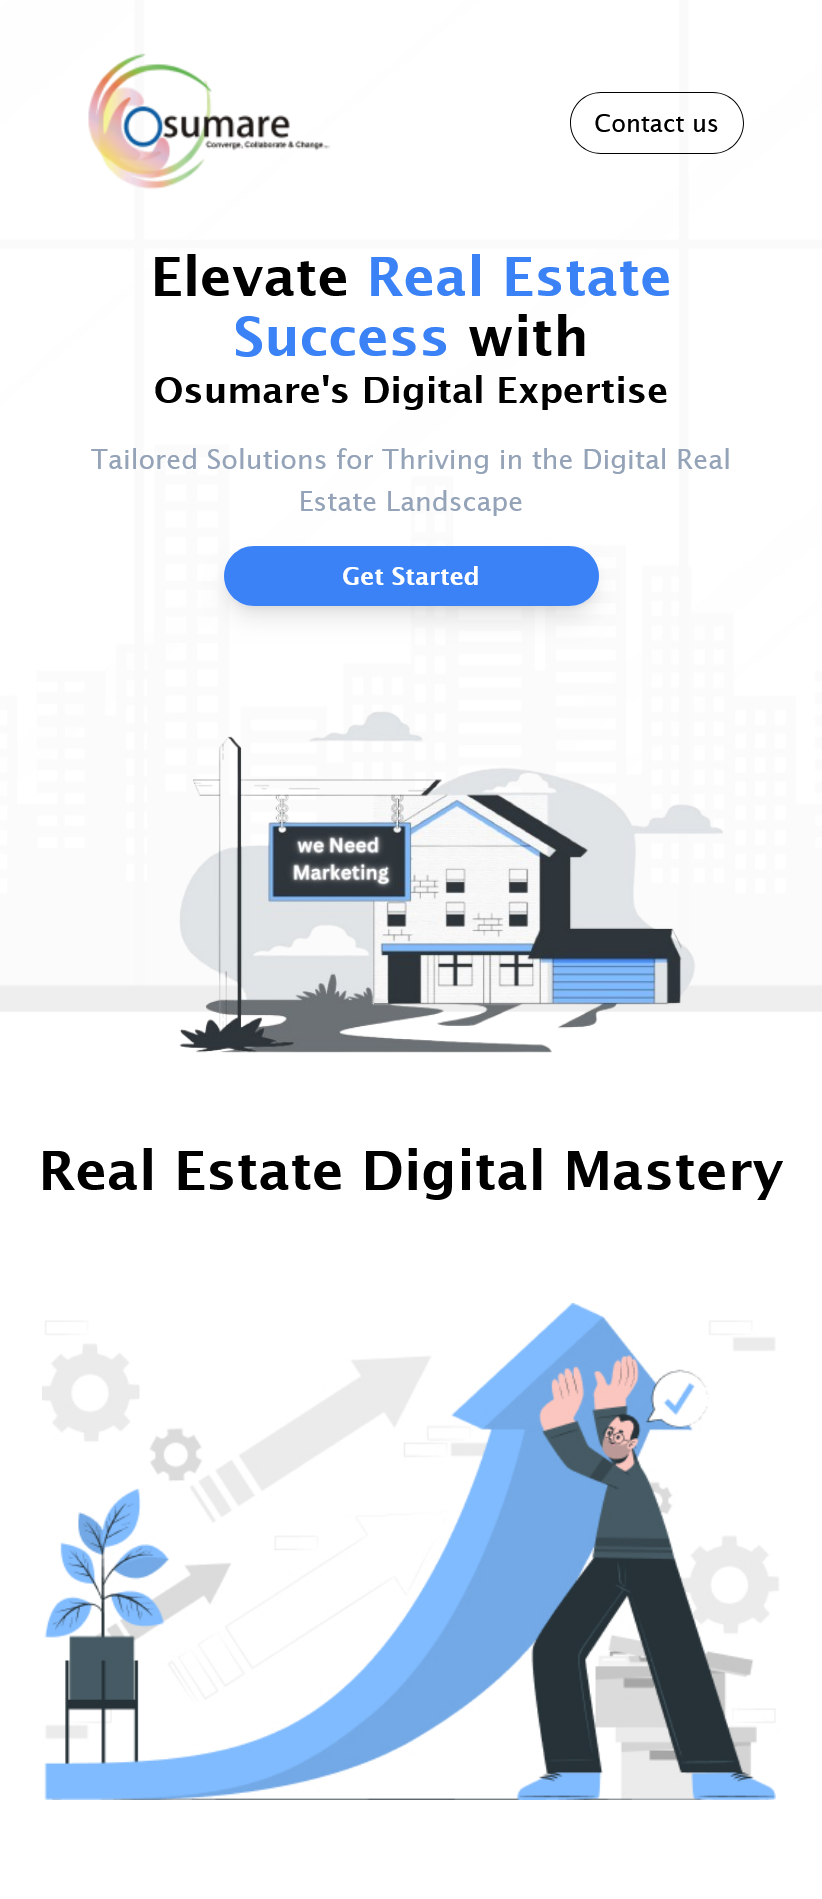 Osumare
Converge, Collaborate & Change...
Contact us
Elevate Real Estate
Success with
Osumare's Digital Expertise
Tailored Solutions for Thriving in the Digital Real
Estate Landscape
Get Started
we Need
Marketing
Real Estate Digital Mastery